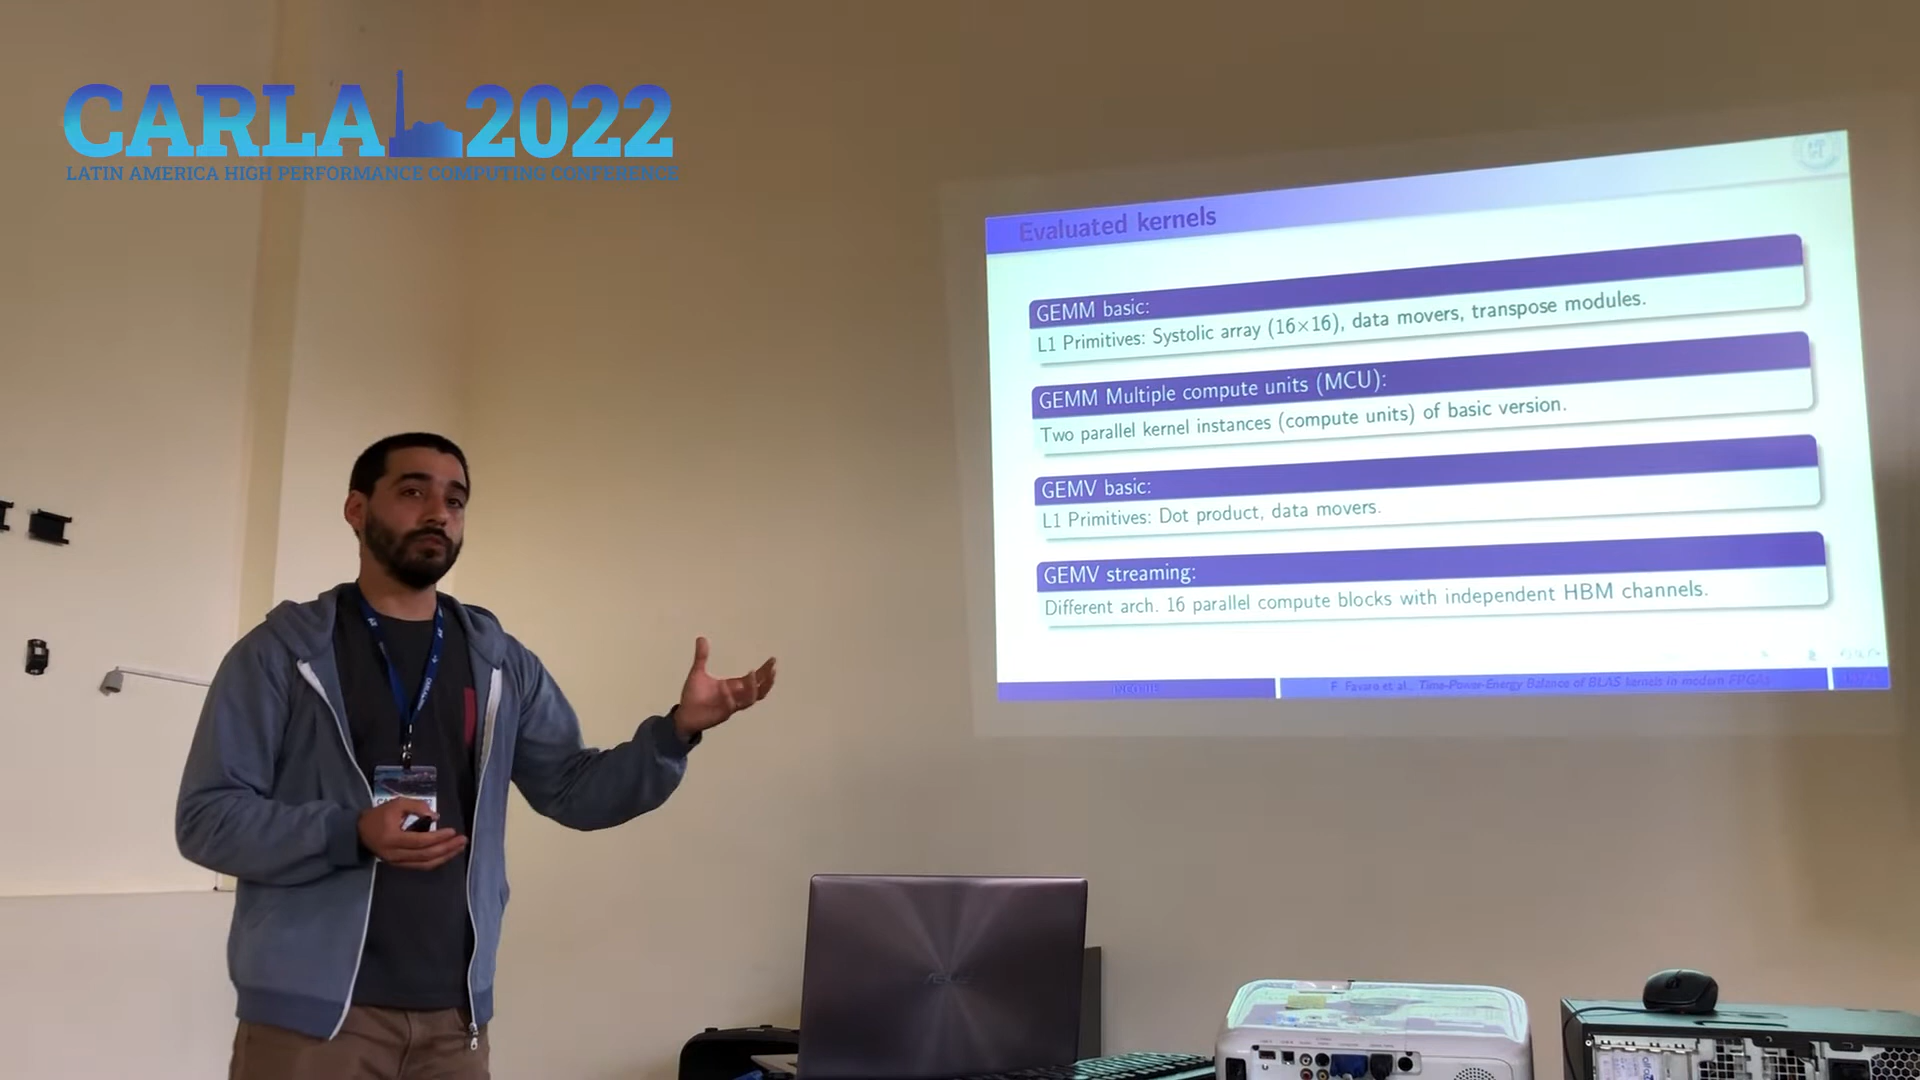 CARLA 2022
LATIN AMERICA HIGH PERFORMANCE COMPUTING CONFERENCE
Evaluated kernels
GEMM basic:
L1 Primitives: Systolic array (16×16), data movers, transpose modules.
GEMM Multiple compute units (MCU):
Two parallel kernel instances (compute units) of basic version.
GEMV basic:
L1 Primitives: Dot product, data movers.
GEMV streaming:
Different arch. 16 parallel compute blocks with independent HBM channels.
F. Favaro et al., Time-Power-Energy Balance of BLAS kernels in modern FPGAs
ASUS